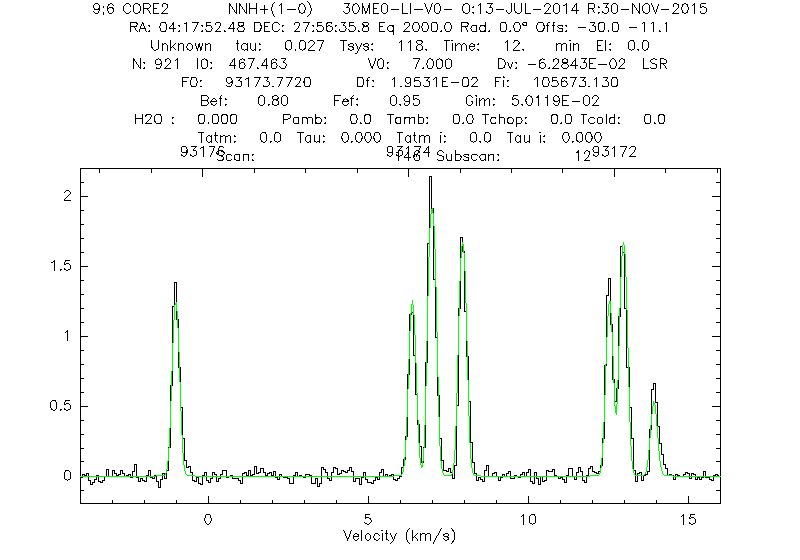 9;6 CORE2 NNH+(1-0) 30ME0-LI-V0- O:13-JUL-2014 R:30-NOV-2015
RA: 04:17:52.48 DEC: 27:56:35.8 Eq 2000.0 Rad. 0.0° Offs: -30.0 -11.1
Unknown tau: 0.027 Tsys: 118. Time: 12. min El: 0.0
N: 921 I0: 467.463 V0: 7.000 Dv: -6.2843E-02 LSR
F0: 93173.7720 Df: 1.9531E-02 Fi: 105673.130
Bef: 0.80 Fef: 0.95 Gim: 5.0119E-02
H2O : 0.000 Pamb: 0.0 Tamb: 0.0 Tchop: 0.0 Tcold: 0.0
Tatm: 0.0 Tau: 0.000 Tatm i: 0.0 Tau i: 0.000
93176 93174 93172
Scan: Subscan: 12
2
1.5
1
0.5
0
0 5 10 15
Velocity (km/s)